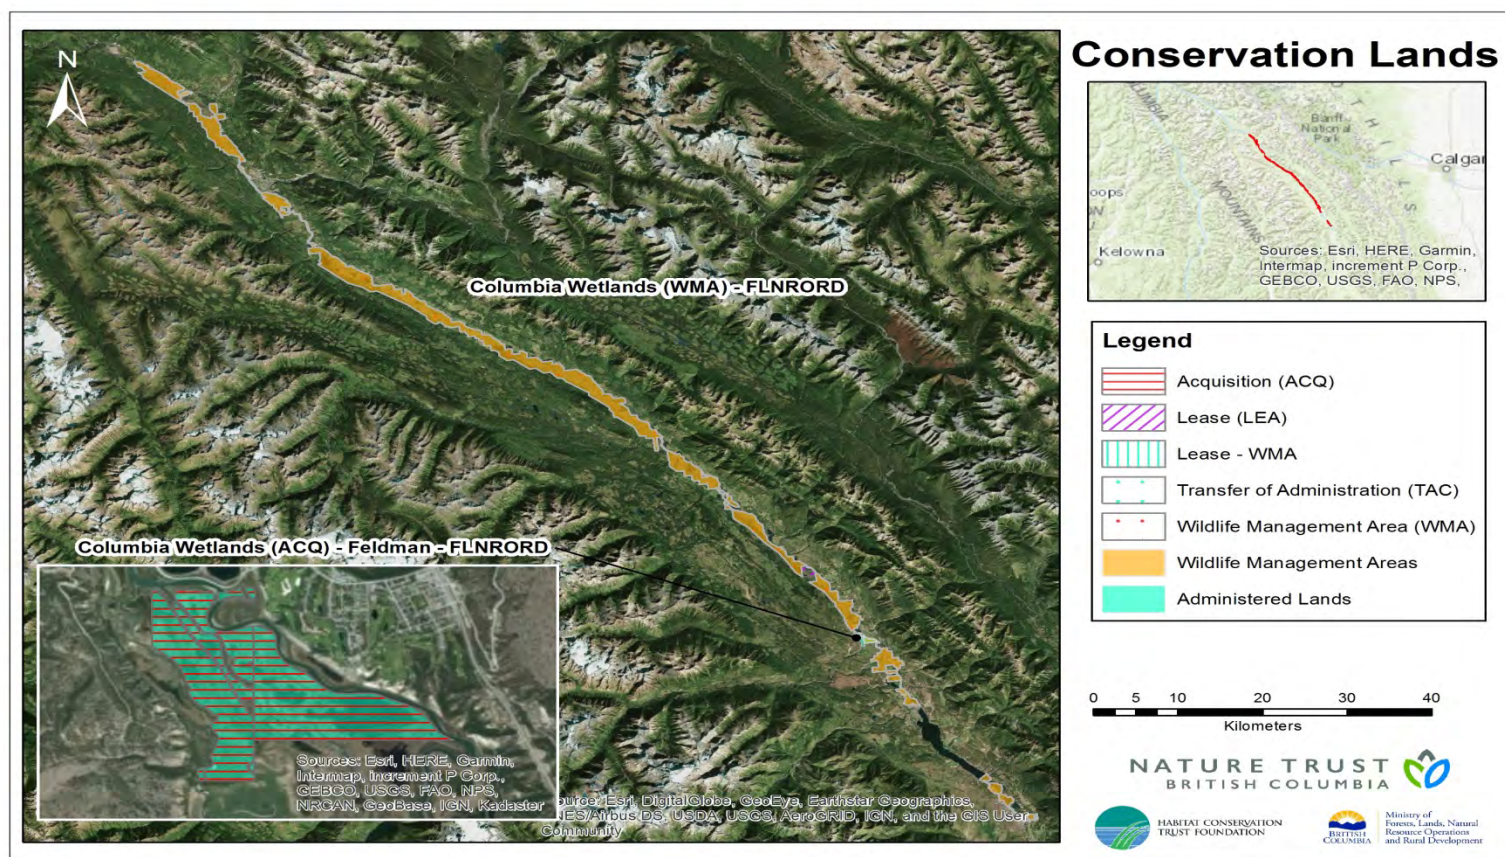 Conservation Lands
N
Columbia Wetlands (WMA) - FLNRORD
Columbia Wetlands (ACQ) - Feldman - FLNRORD
Sources: Esri, HERE, Garmin,
Intermap, increment P Corp.,
GEBCO, USGS, FAO, NPS,
NRCAN, GeoBase, IGN, Kadaster
Source: Esri, DigitalGlobe, GeoEye, Earthstar Geographics,
NES/Airbus DS, USDA, USGS, AeroGRID, IGN, and the GIS User
Community
Banff
National
Park
Calgar
oops
MOUNTAINS
Kelowna
Sources: Esri, HERE, Garmin,
Intermap, increment P Corp.,
GEBCO, USGS, FAO, NPS,
Legend
Acquisition (ACQ)
Lease (LEA)
Lease - WMA
Transfer of Administration (TAC)
Wildlife Management Area (WMA)
Wildlife Management Areas
Administered Lands
0 5 10 20 30 40
Kilometers
NATURE TRUST
BRITISH COLUMBIA
HABITAT CONSERVATION
TRUST FOUNDATION
BRITISH
COLUMBIA
Ministry of
Forests, Lands, Natural
Resource Operations
and Rural Development